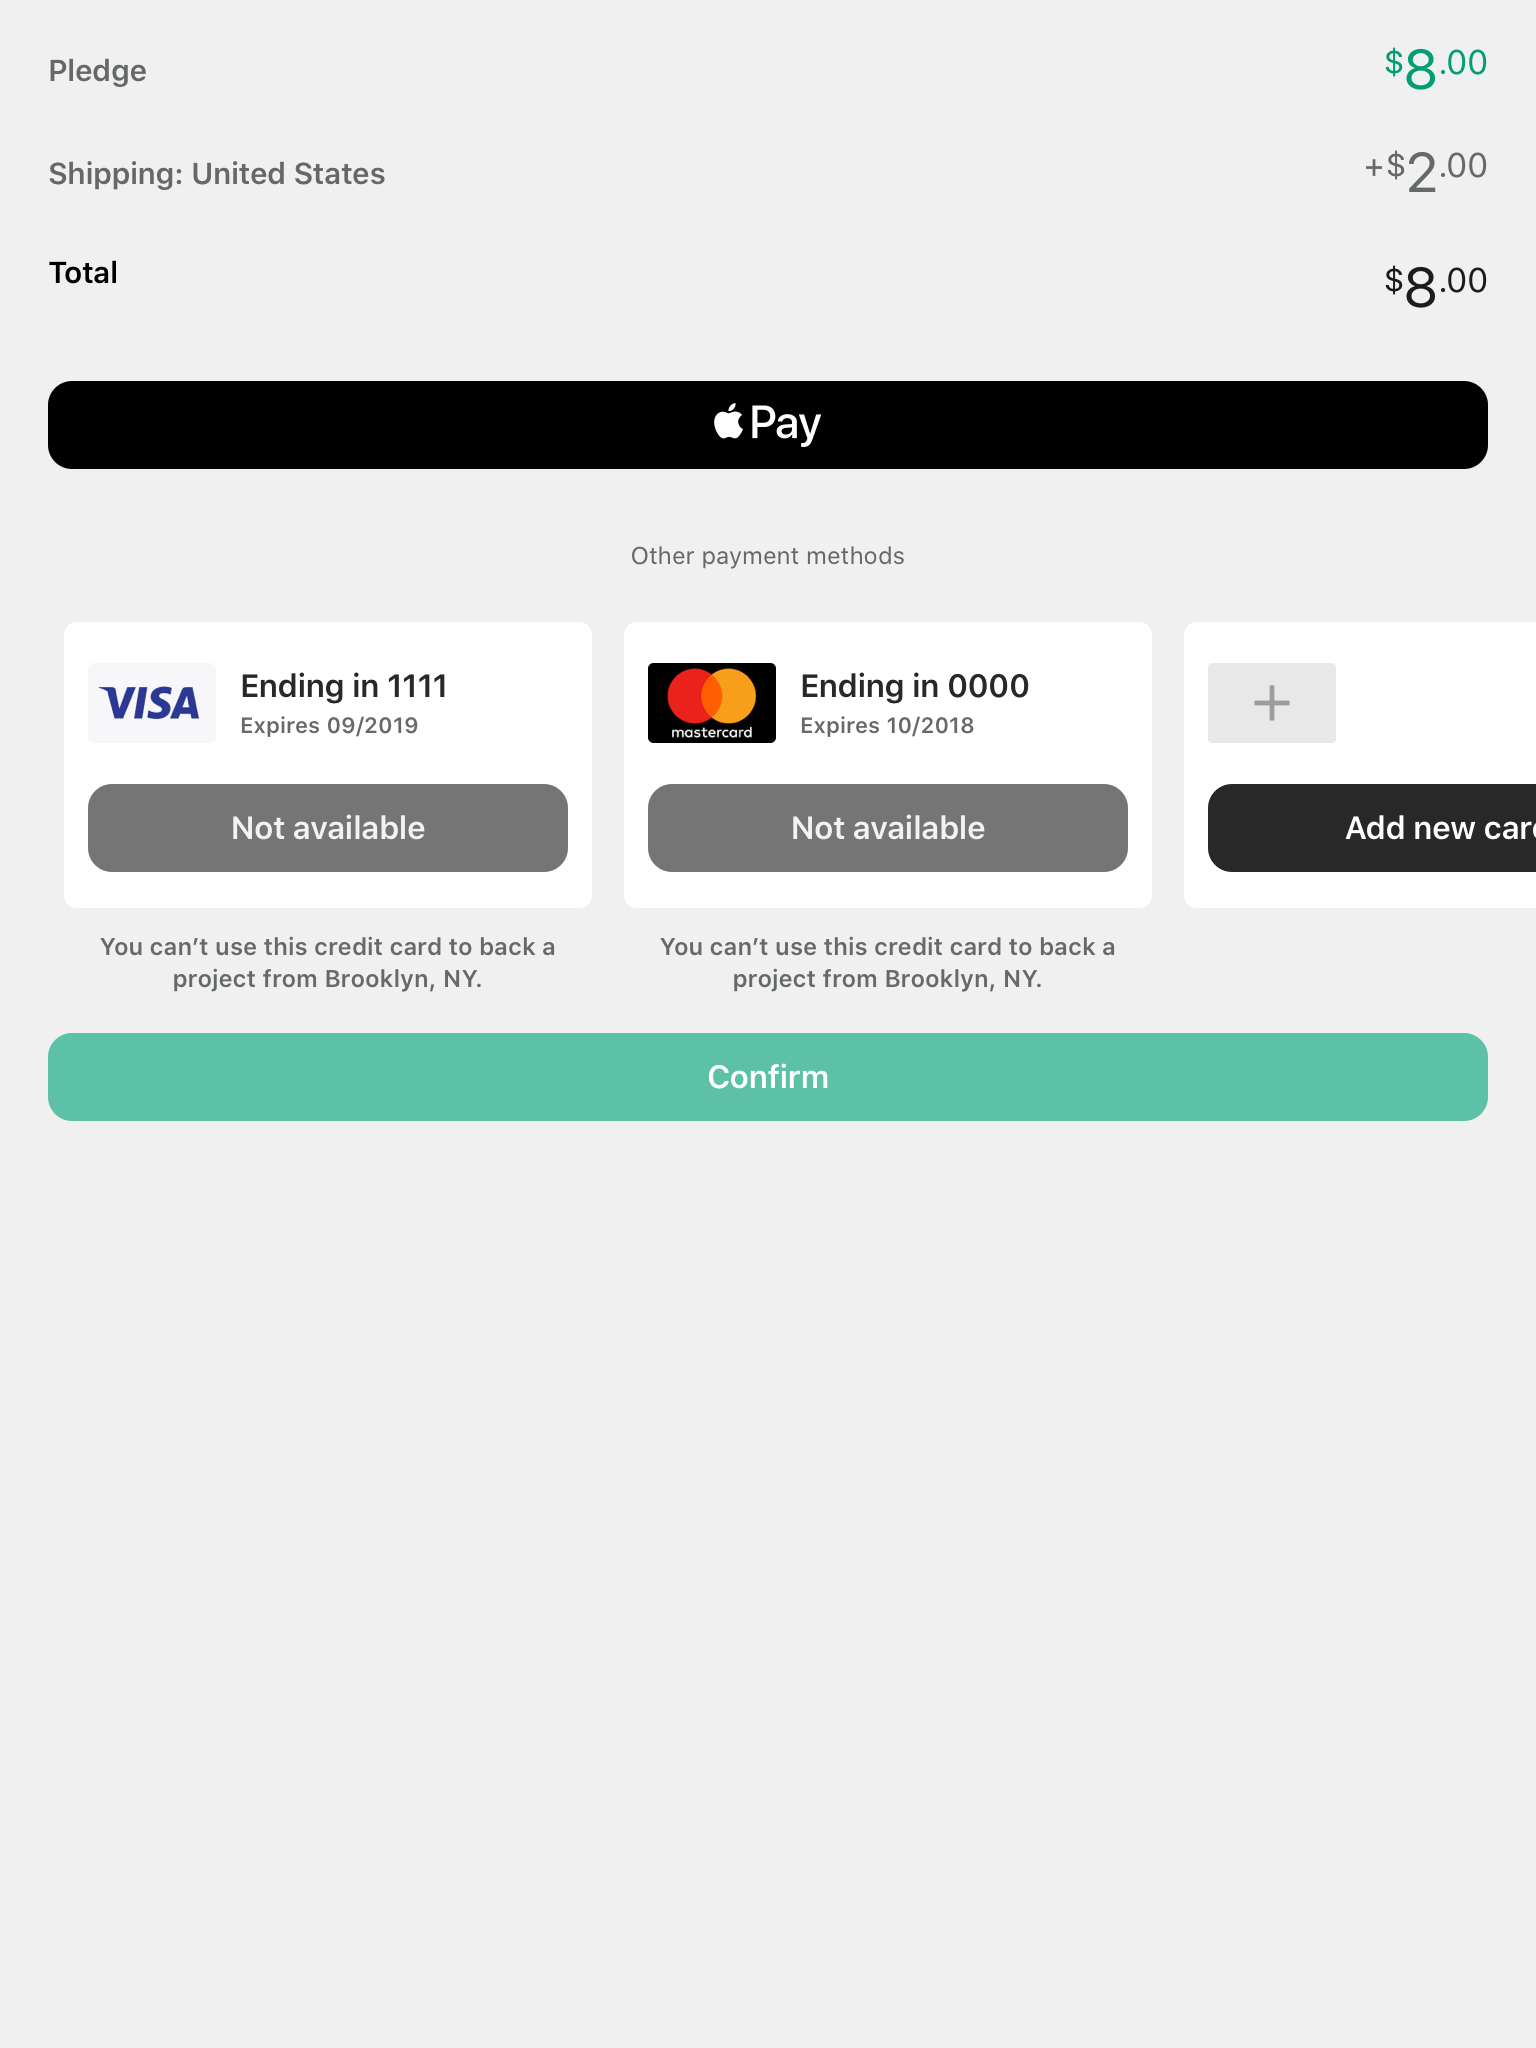 Pledge $8.00
Shipping: United States +$2.00
Total $8.00
Pay
Other payment methods
VISA Ending in 1111
Expires 09/2019
Not available
You can’t use this credit card to back a
project from Brooklyn, NY.
mastercard Ending in 0000
Expires 10/2018
Not available
You can’t use this credit card to back a
project from Brooklyn, NY.
Add new car
Confirm